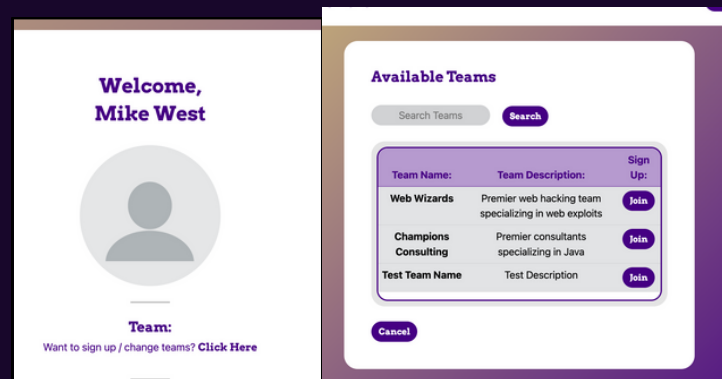 Welcome,
Mike West
Team:
Want to sign up / change teams? Click Here
Available Teams
Search Teams
Search
Sign
Team Name: Team Description: Up:
Web Wizards Premier web hacking team Join
specializing in web exploits
Champions Premier consultants Join
Consulting specializing in Java
Test Team Name Test Description Join
Cancel